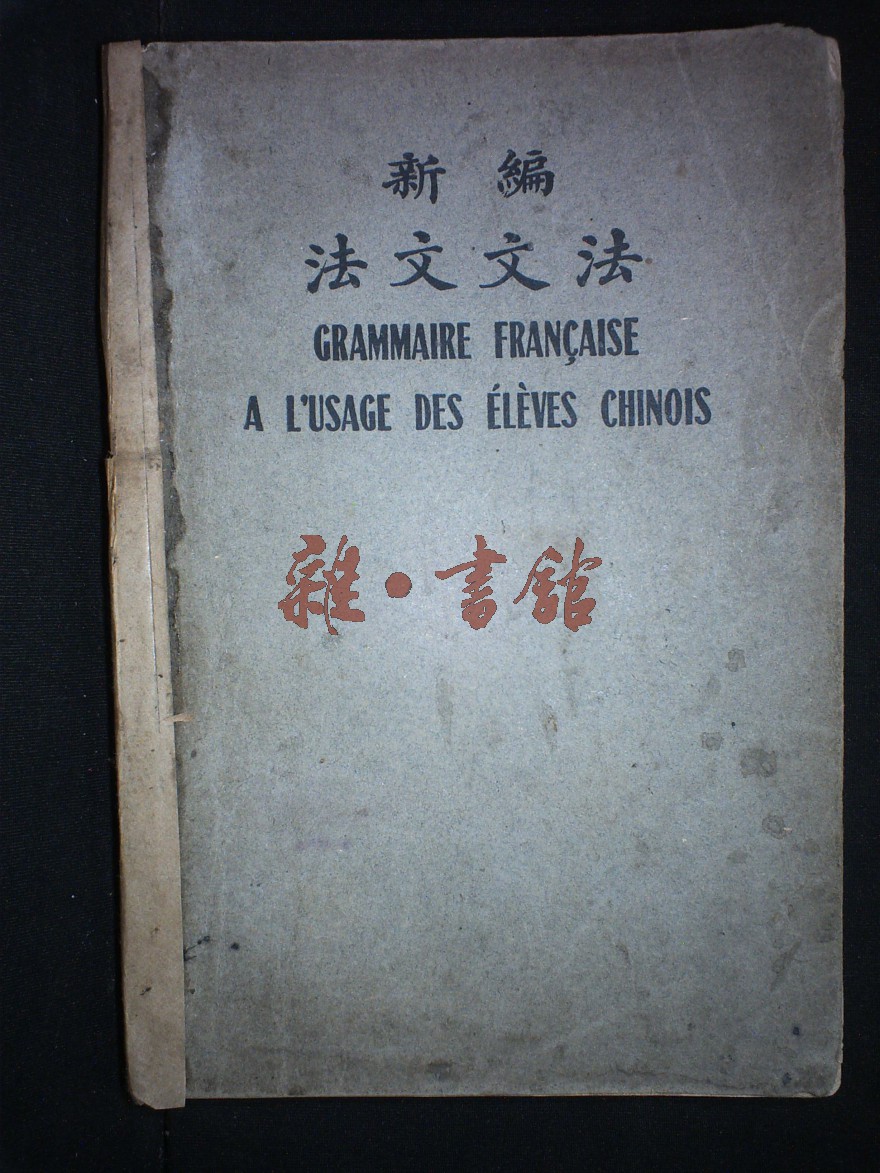 新編
法文文法
GRAMMAIRE FRANÇAISE
A L'USAGE DES ÉLÈVES CHINOIS
雜·書館